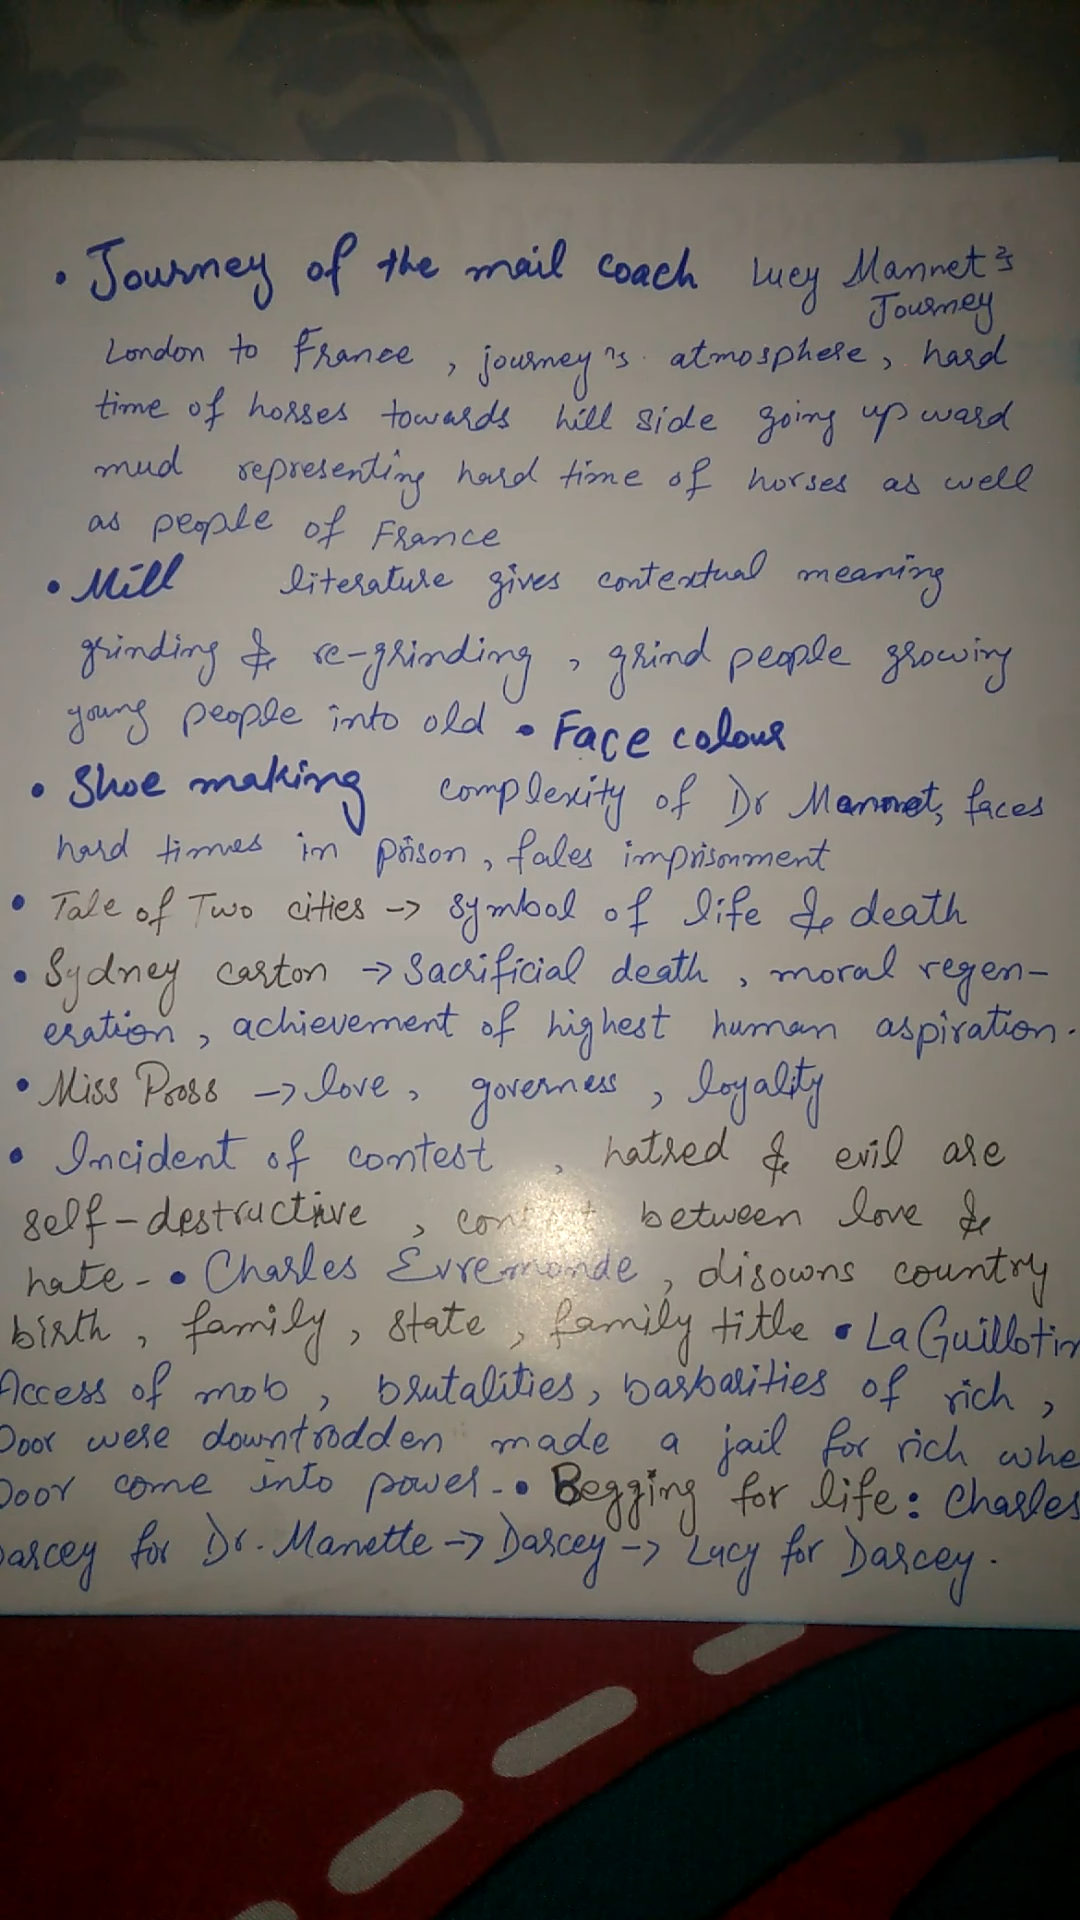 • Journey of the mail coach Lucy Mannet's
Journey
London to France, journey's atmosphere, hard
time of horses towards hill side going upward
mud representing hard time of horses as well
as people of France
• Mill literature gives contextual meaning
grinding & re-grinding, grind people growing
young people into old • Face colour
• Shoe making complexity of Dr Mannet, faces
hard times in prison, fales imprisonment
• Tale of Two cities -> symbol of life & death
• Sydney carton -> Sacrificial death, moral regen-
eration, achievement of highest human aspiration.
• Miss Pross -> love, governess, loyality
• Incident of contest, hatred & evil are
self-destructive, between love &
hate - • Charles Evremonde, disowns country
birth, family, state, family title • La Guillotin
Access of mob, brutalities, barbarities of rich,
Poor were downtrodden made a jail for rich whe
Poor come into power - • Begging for life: Charles
Darcey for Dr. Manette -> Darcey -> Lucy for Darcey.